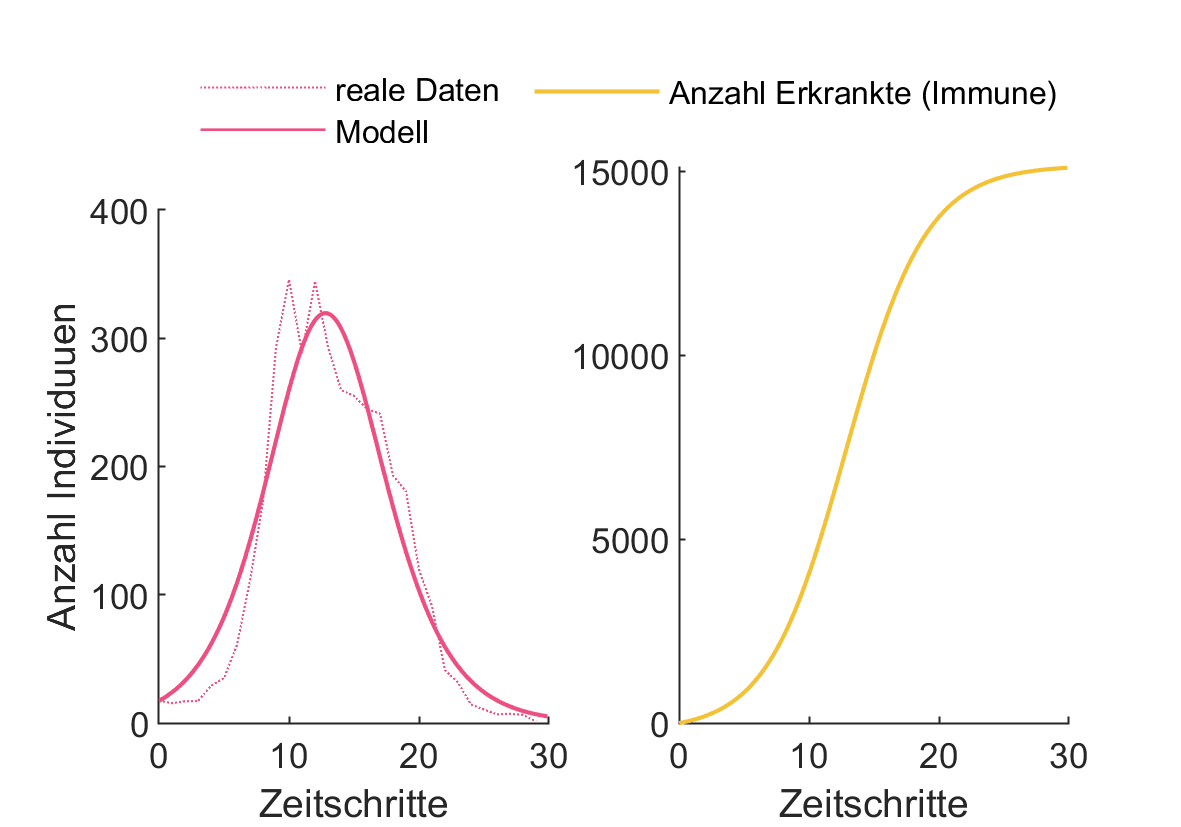 reale Daten
Modell
Anzahl Erkrankte (Immune)
400
300
200
100
0
Anzahl Individuuen
0 10 20 30
Zeitschritte
15000
10000
5000
0
0 10 20 30
Zeitschritte